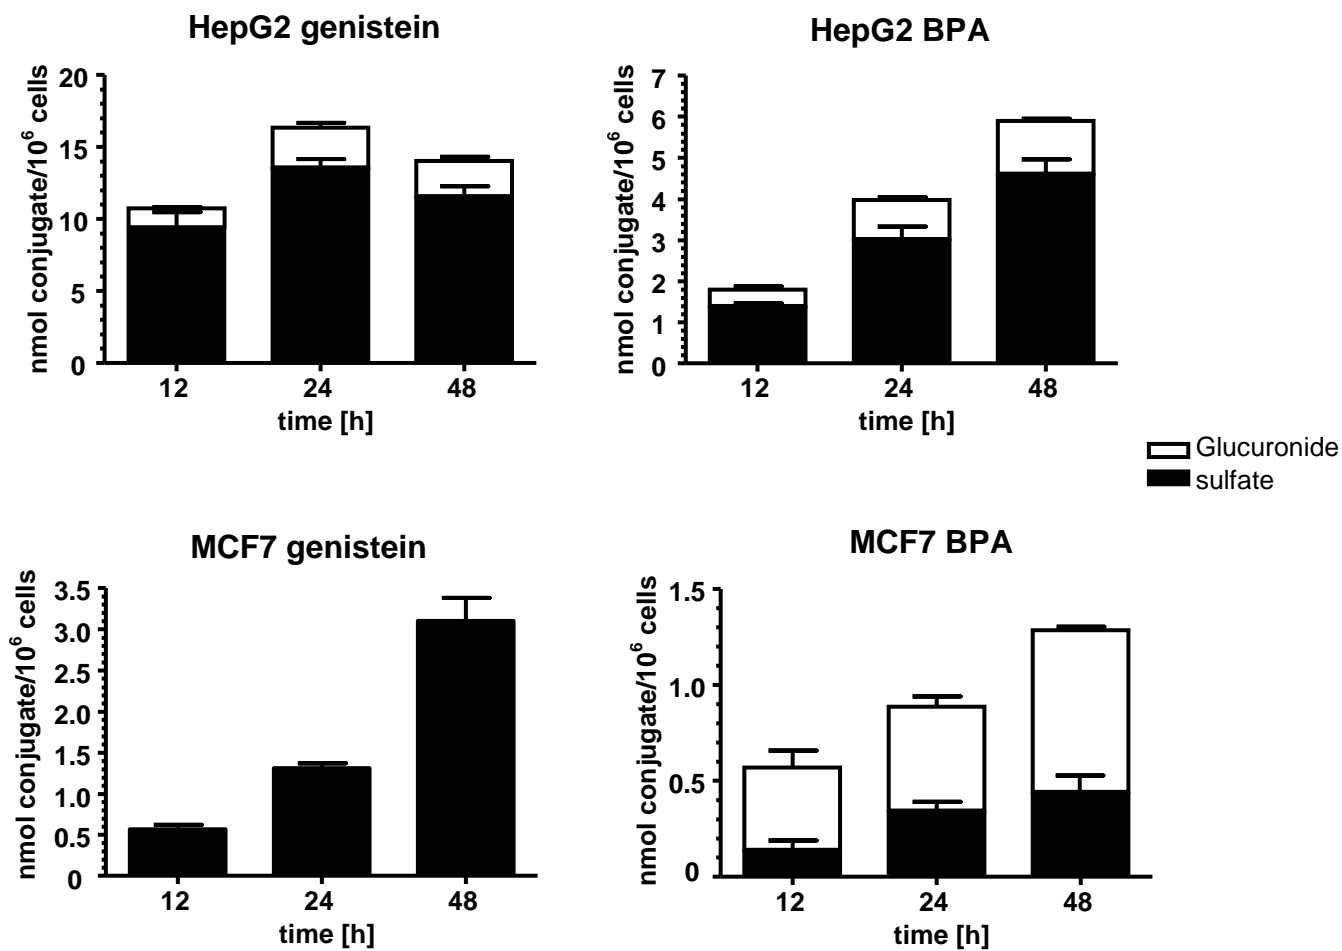 HepG2 genistein
nmol conjugate/10⁶ cells
20
15
10
5
0
12 24 48
time [h]
HepG2 BPA
nmol conjugate/10⁶ cells
7
6
5
4
3
2
1
0
12 24 48
time [h]
Glucuronide
sulfate
MCF7 genistein
nmol conjugate/10⁶ cells
3.5
3.0
2.5
2.0
1.5
1.0
0.5
0
12 24 48
time [h]
MCF7 BPA
nmol conjugate/10⁶ cells
1.5
1.0
0.5
0
12 24 48
time [h]